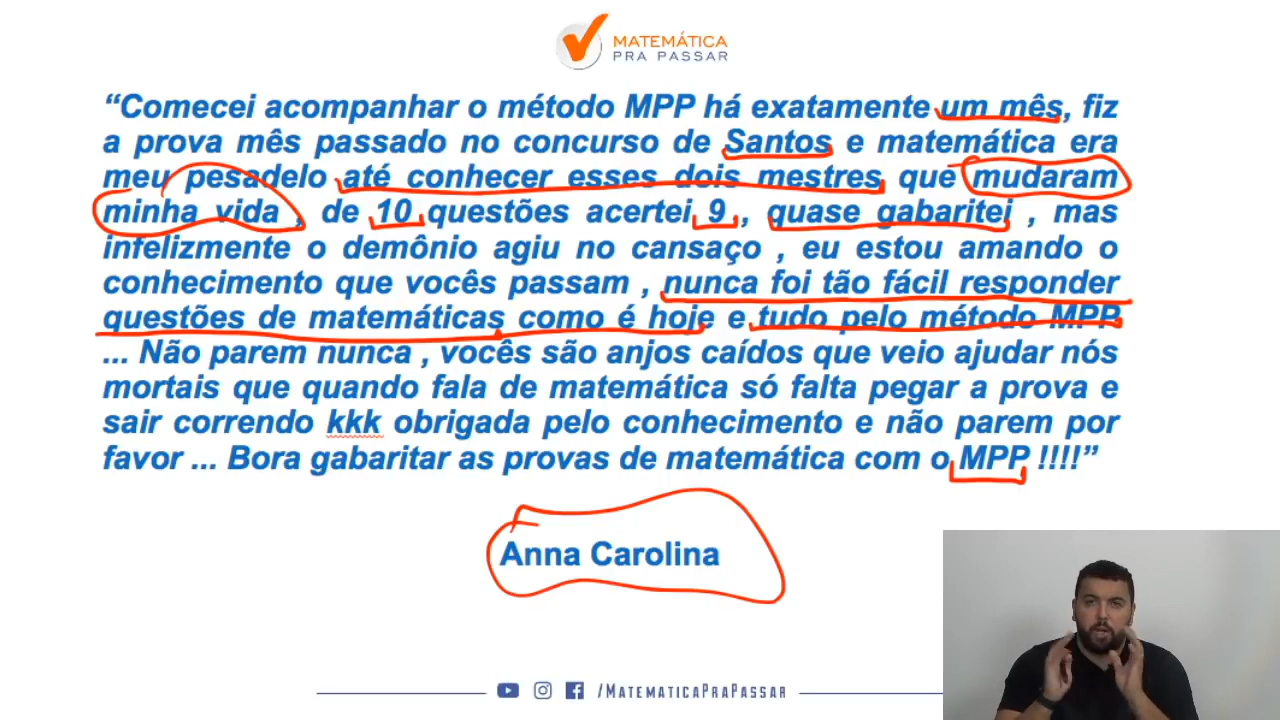 MATEMÁTICA
PRA PASSAR
“Comecei acompanhar o método MPP há exatamente um mês, fiz
a prova mês passado no concurso de Santos e matemática era
meu pesadelo até conhecer esses dois mestres que mudaram
minha vida , de 10 questões acertei 9 , quase gabaritei , mas
infelizmente o demônio agiu no cansaço , eu estou amando o
conhecimento que vocês passam , nunca foi tão fácil responder
questões de matemáticas como é hoje e tudo pelo método MPP
... Não parem nunca , vocês são anjos caídos que veio ajudar nós
mortais que quando fala de matemática só falta pegar a prova e
sair correndo kkk obrigada pelo conhecimento e não parem por
favor ... Bora gabaritar as provas de matemática com o MPP !!!!”
Anna Carolina
/MATEMATICAPRAPASSAR